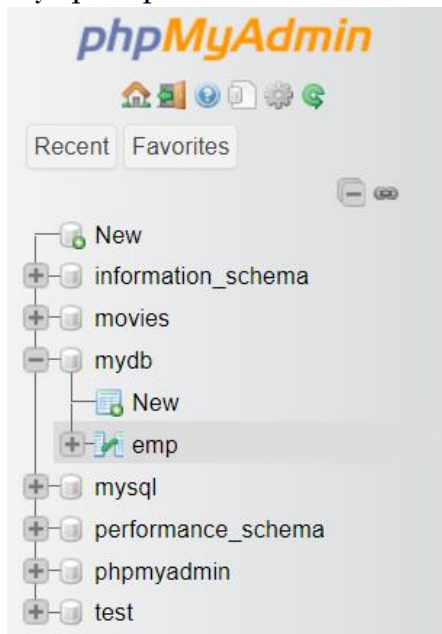 phpMyAdmin
Recent Favorites
New
information_schema
movies
mydb
New
emp
mysql
performance_schema
phpmyadmin
test